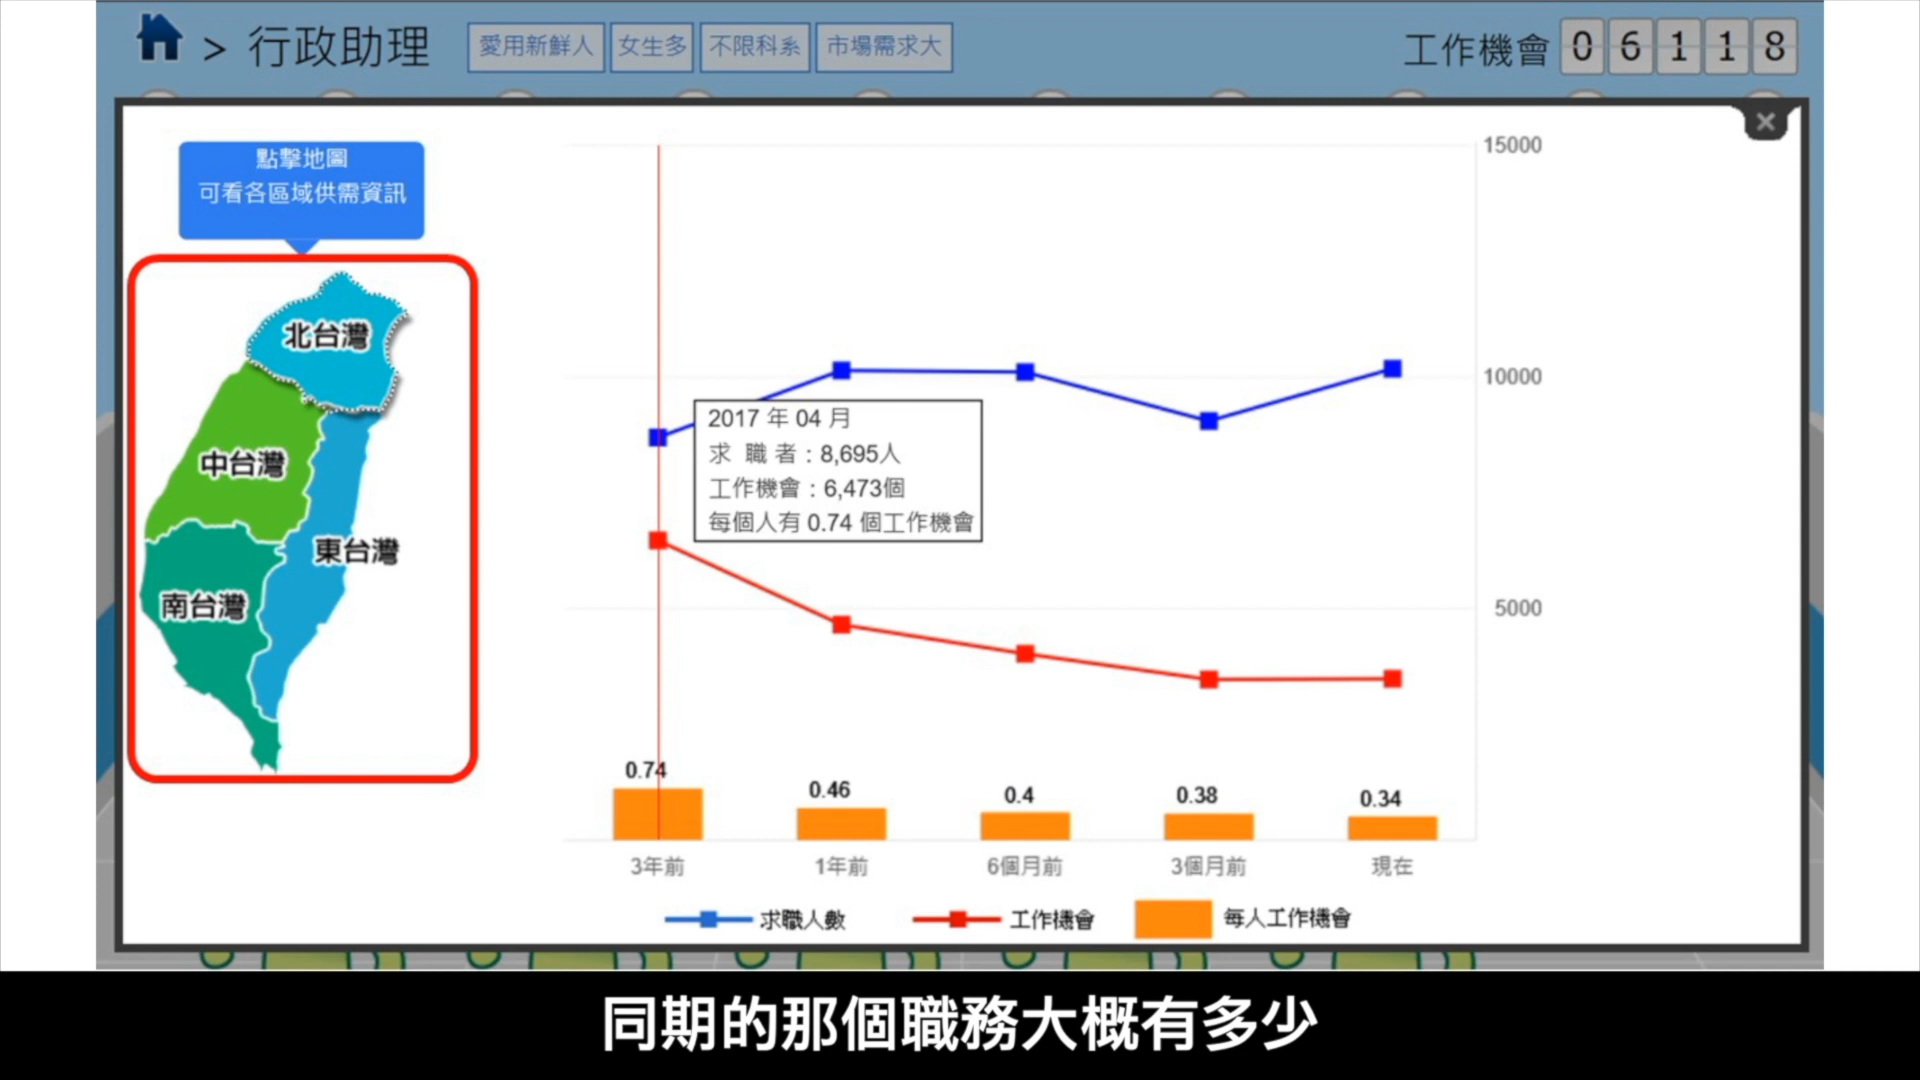 > 行政助理
愛用新鮮人 女生多 不限科系 市場需求大
工作機會 0 6 1 1 8
點擊地圖
可看各區域供需資訊
北台灣
中台灣
東台灣
南台灣
15000
10000
5000
2017 年 04 月
求 職 者：8,695人
工作機會：6,473個
每個人有 0.74 個工作機會
0.74 0.46 0.4 0.38 0.34
3年前 1年前 6個月前 3個月前 現在
求職人數 工作機會 每人工作機會
同期的那個職務大概有多少